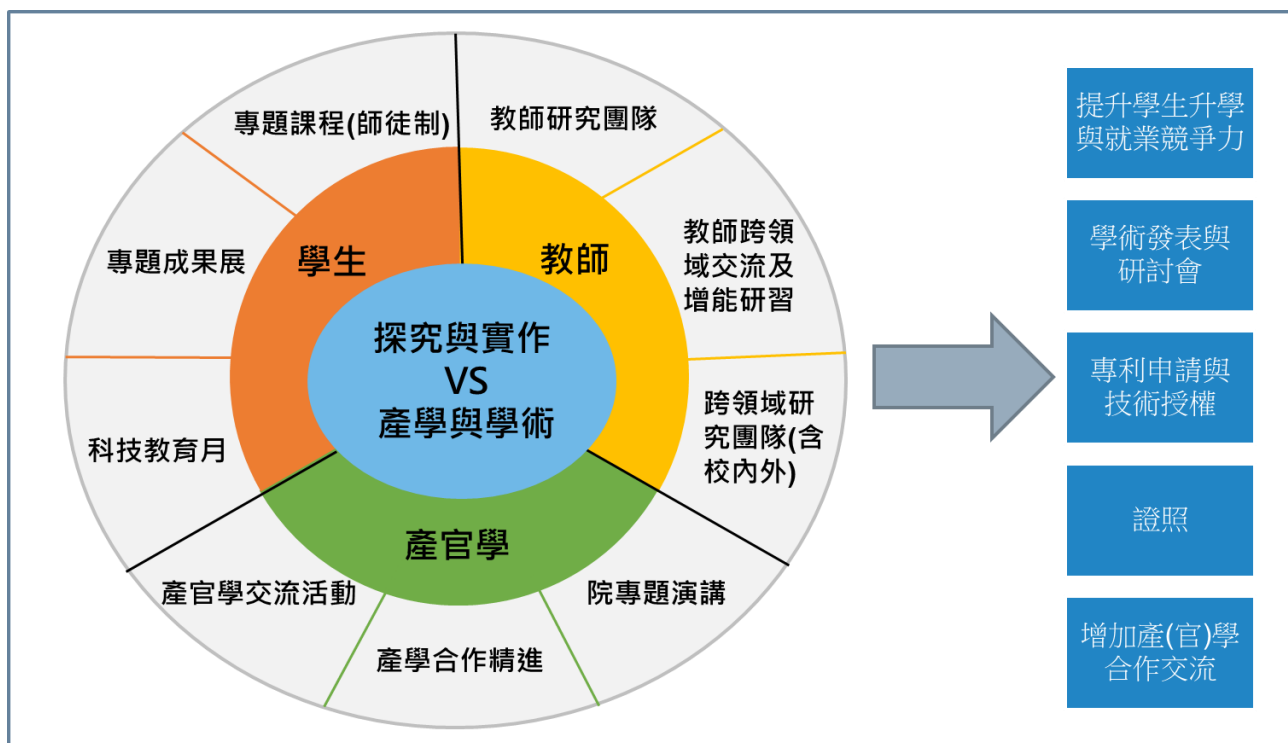 專題課程(師徒制)
教師研究團隊
專題成果展
教師跨領
域交流及
增能研習
科技教育月
跨領域研
究團隊(含
校內外)
產官學交流活動
產學合作精進
院專題演講
學生
教師
產官學
探究與實作
VS
產學與學術
提升學生升學
與就業競爭力
學術發表與
研討會
專利申請與
技術授權
證照
增加產(官)學
合作交流